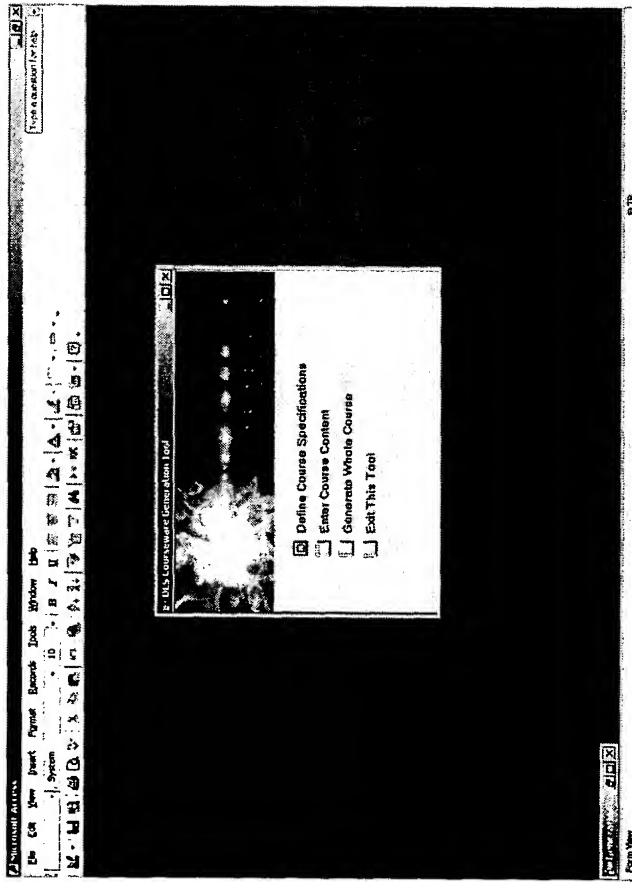 Microsoft Access
File Edit View Insert Format Records Tools Window Help
Type a question for help
System
10
B I U
DLS Courseware Generation Tool
Define Course Specifications
Enter Course Content
Generate Whole Course
Exit This Tool
Form View